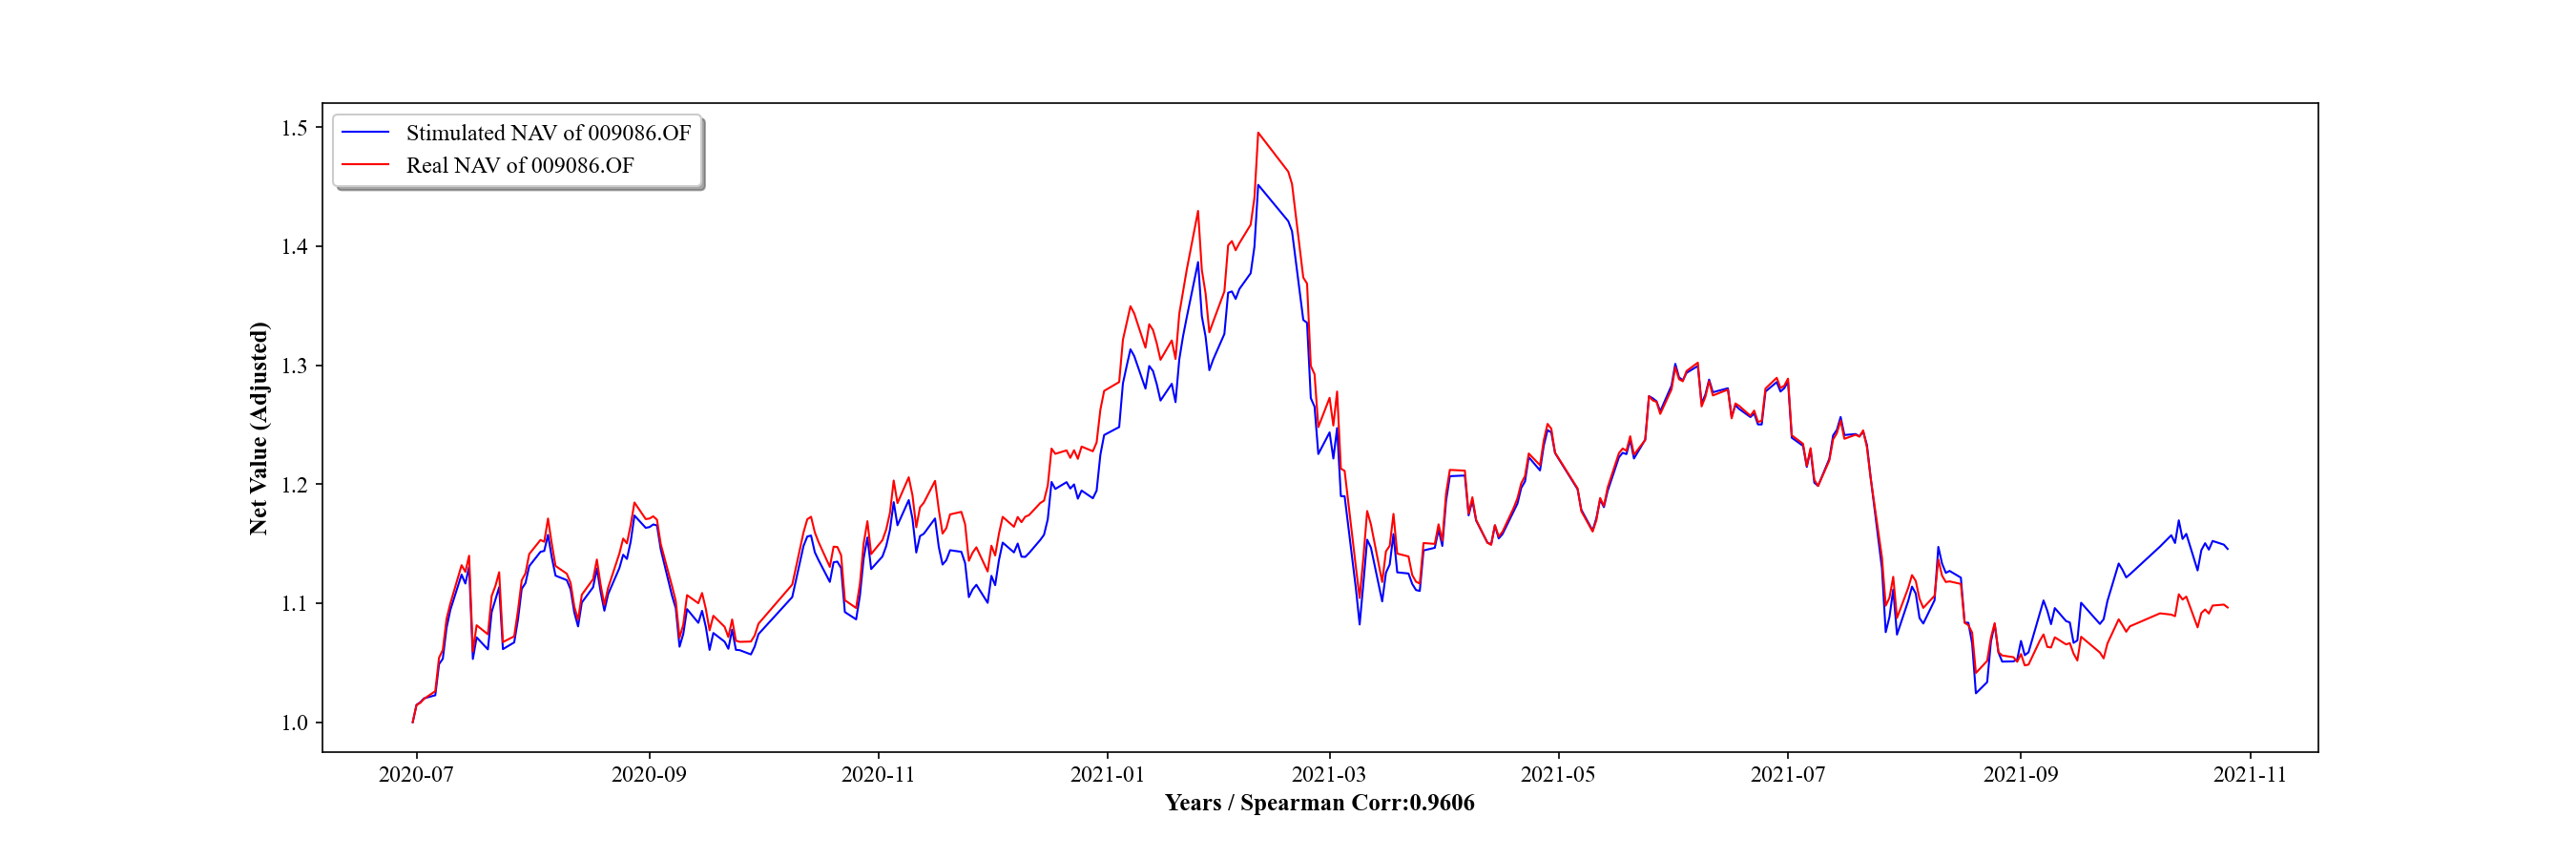 Stimulated NAV of 009086.OF
Real NAV of 009086.OF
1.5
1.4
1.3
1.2
1.1
1.0
Net Value (Adjusted)
2020-07 2020-09 2020-11 2021-01 2021-03 2021-05 2021-07 2021-09 2021-11
Years / Spearman Corr:0.9606